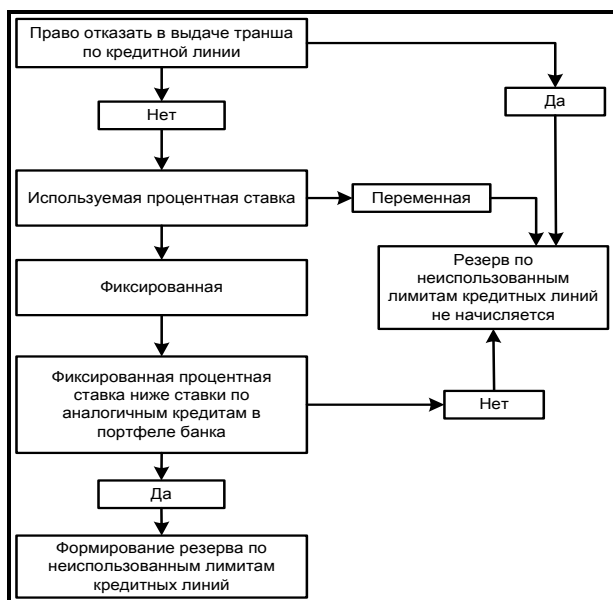 Право отказать в выдаче транша
по кредитной линии
Да
Нет
Используемая процентная ставка
Переменная
Резерв по
неиспользованным
лимитам кредитных линий
не начисляется
Фиксированная
Фиксированная процентная
ставка ниже ставки по
аналогичным кредитам в
портфеле банка
Нет
Да
Формирование резерва по
неиспользованным лимитам
кредитных линий